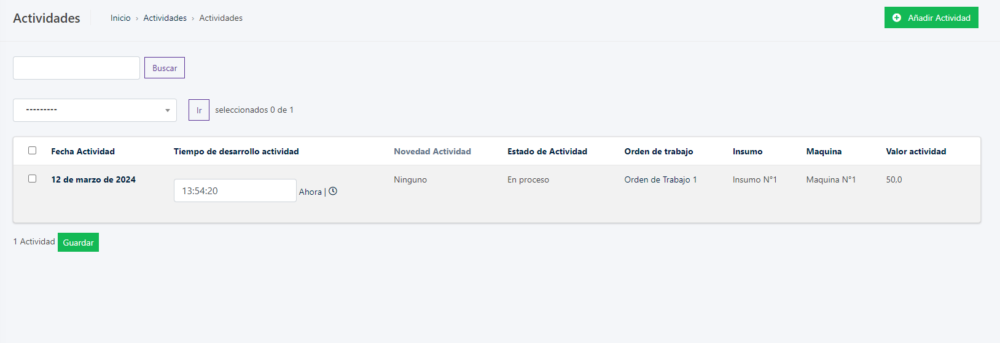 Actividades
Inicio › Actividades › Actividades
Añadir Actividad
Buscar
---------
Ir
seleccionados 0 de 1
Fecha Actividad Tiempo de desarrollo actividad Novedad Actividad Estado de Actividad Orden de trabajo Insumo Maquina Valor actividad
12 de marzo de 2024 13:54:20 Ahora | Ninguno En proceso Orden de Trabajo 1 Insumo N°1 Maquina N°1 50,0
1 Actividad Guardar